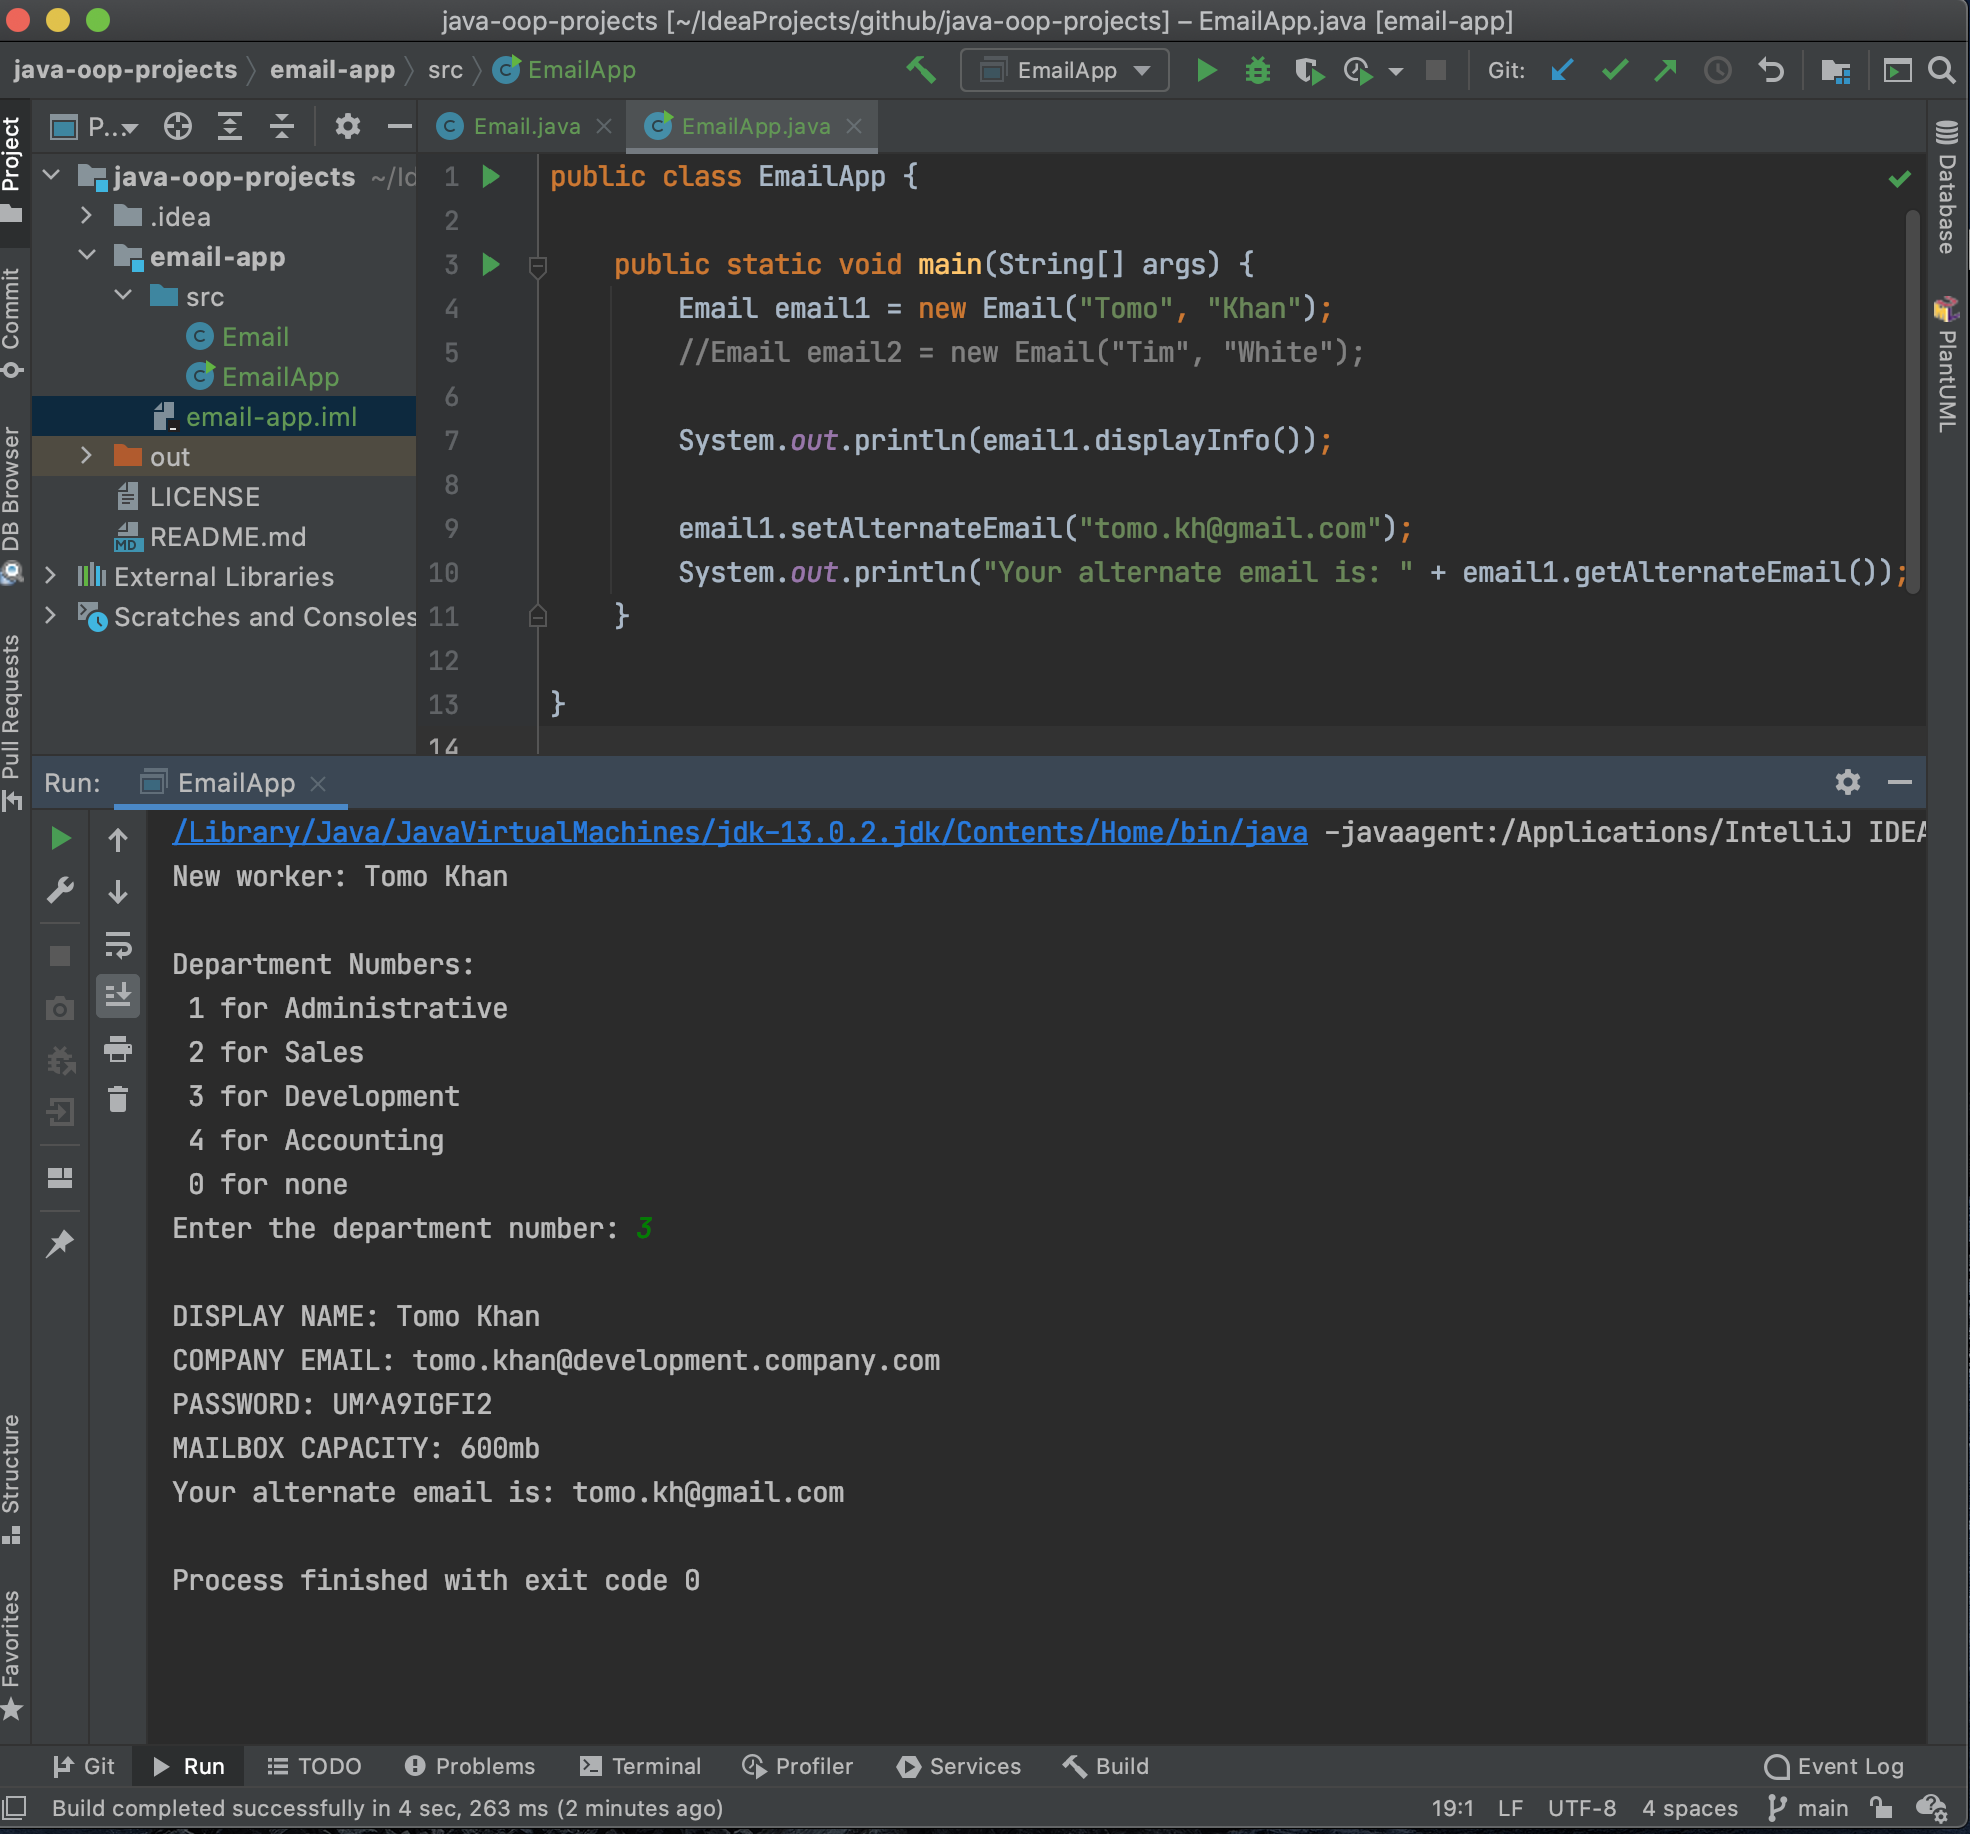 java-oop-projects [~/IdeaProjects/github/java-oop-projects] – EmailApp.java [email-app]
java-oop-projects
email-app
src
EmailApp
EmailApp
Git:
Project
Commit
DB Browser
Pull Requests
Structure
Favorites
P...
java-oop-projects ~/Id
.idea
email-app
src
Email
EmailApp
email-app.iml
out
LICENSE
README.md
External Libraries
Scratches and Consoles
Email.java
EmailApp.java
1 public class EmailApp {
2
3 public static void main(String[] args) {
4 Email email1 = new Email("Tomo", "Khan");
5 //Email email2 = new Email("Tim", "White");
6
7 System.out.println(email1.displayInfo());
8
9 email1.setAlternateEmail("tomo.kh@gmail.com");
10 System.out.println("Your alternate email is: " + email1.getAlternateEmail());
11 }
12
13 }
14
Database
PlantUML
Run:
EmailApp
/Library/Java/JavaVirtualMachines/jdk-13.0.2.jdk/Contents/Home/bin/java -javaagent:/Applications/IntelliJ IDEA
New worker: Tomo Khan
Department Numbers:
1 for Administrative
2 for Sales
3 for Development
4 for Accounting
0 for none
Enter the department number: 3
DISPLAY NAME: Tomo Khan
COMPANY EMAIL: tomo.khan@development.company.com
PASSWORD: UM^A9IGFI2
MAILBOX CAPACITY: 600mb
Your alternate email is: tomo.kh@gmail.com
Process finished with exit code 0
Git
Run
TODO
Problems
Terminal
Profiler
Services
Build
Event Log
Build completed successfully in 4 sec, 263 ms (2 minutes ago)
19:1
LF
UTF-8
4 spaces
main